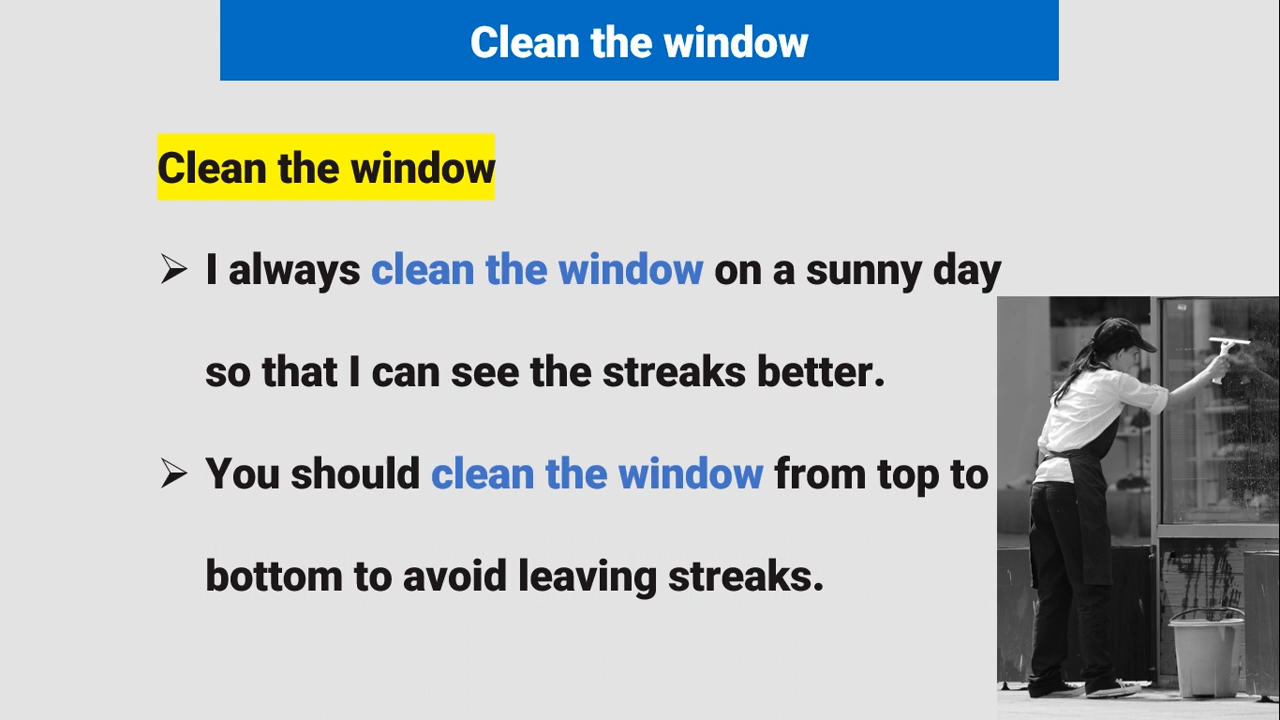 Clean the window
Clean the window
➢ I always clean the window on a sunny day
so that I can see the streaks better.
➢ You should clean the window from top to
bottom to avoid leaving streaks.